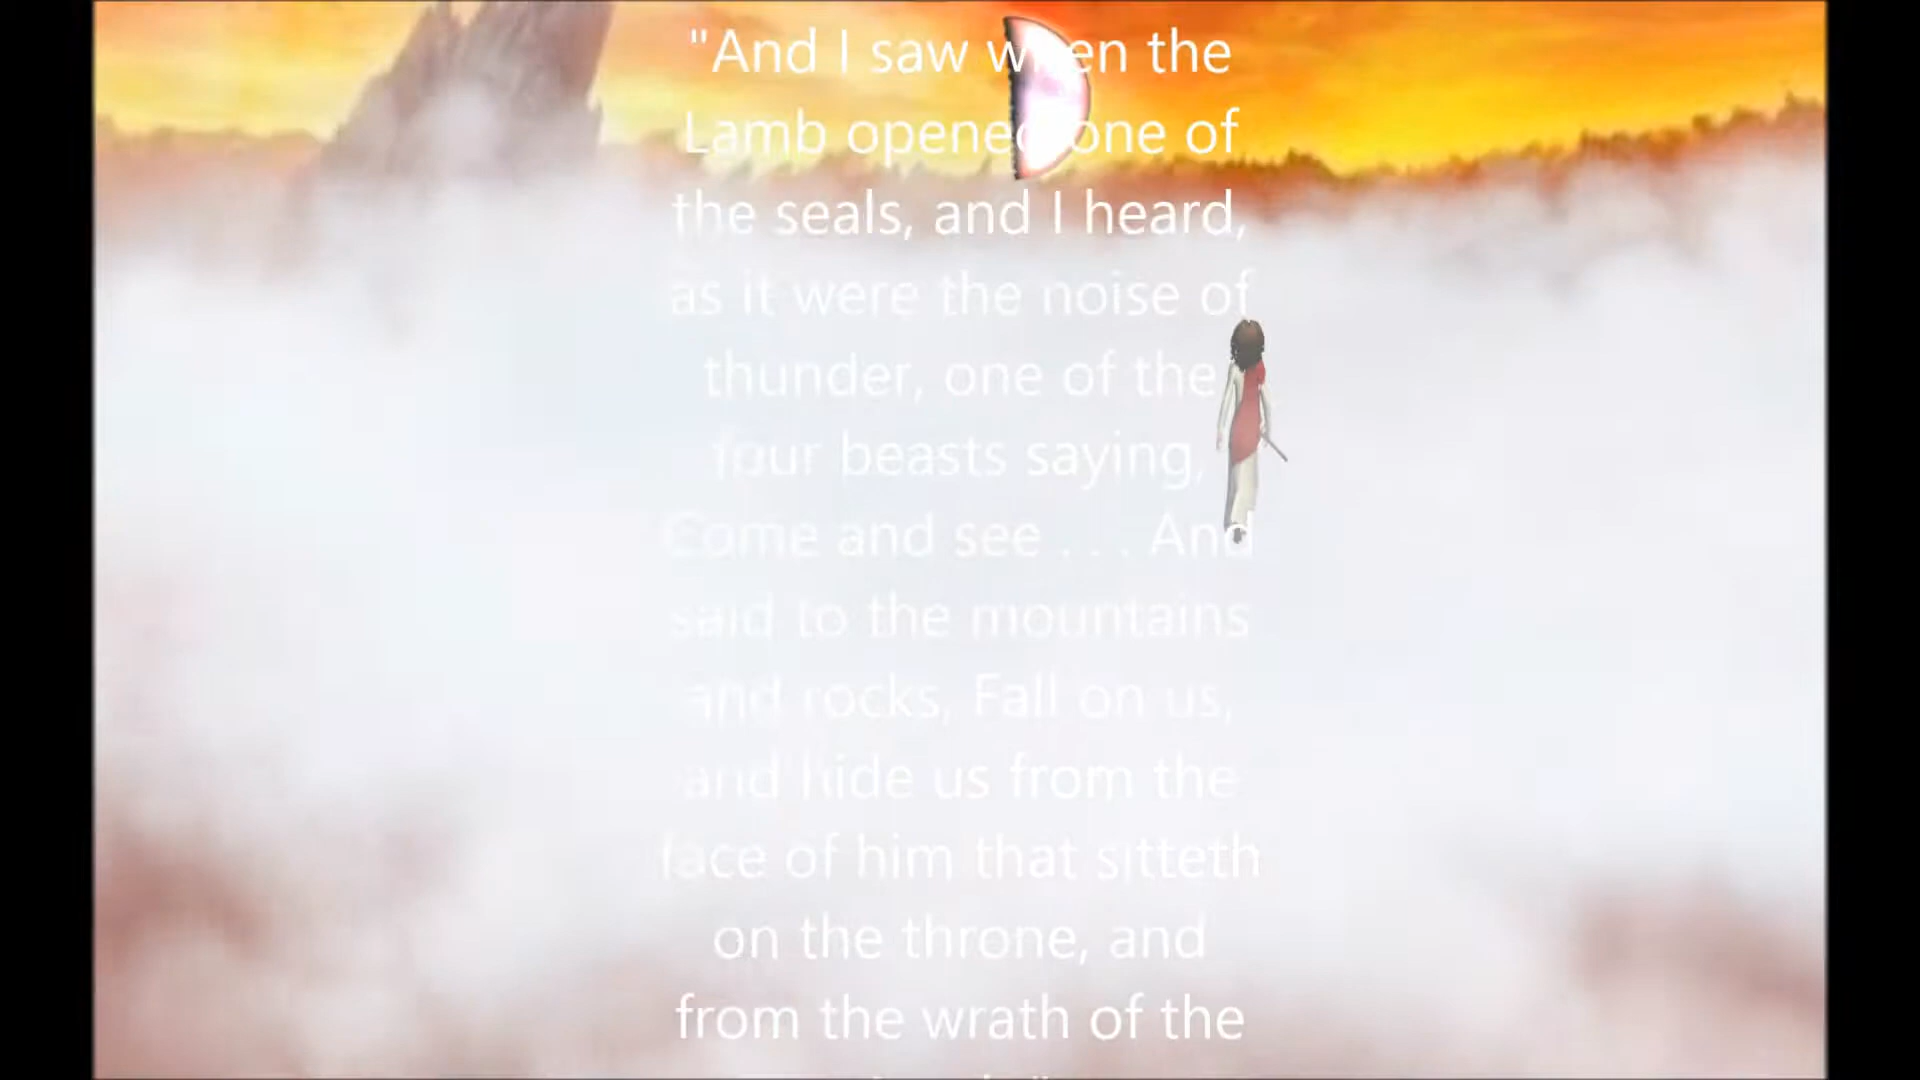 "And I saw when the
Lamb opened one of
the seals, and I heard,
as it were the noise of
thunder, one of the
four beasts saying,
Come and see . . . And
said to the mountains
and rocks, Fall on us,
and hide us from the
face of him that sitteth
on the throne, and
from the wrath of the